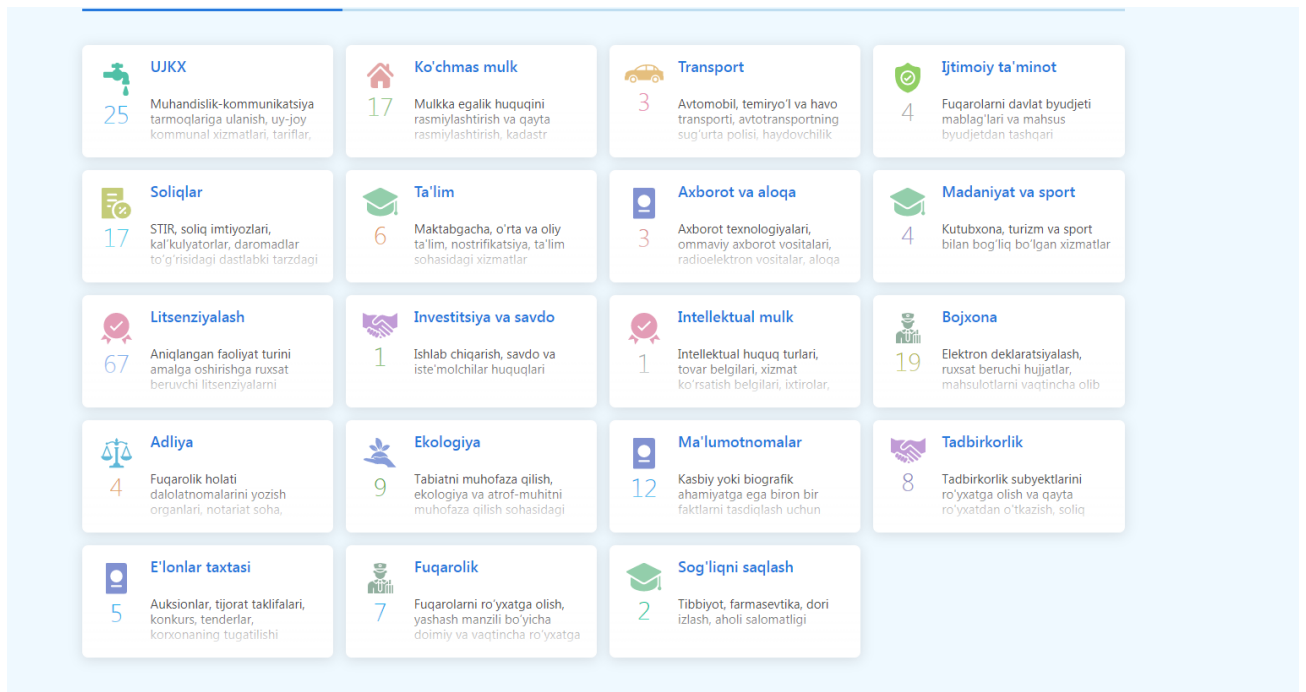 UJKX
25
Muhandislik-kommunikatsiya
tarmoqlariga ulanish, uy-joy
kommunal xizmatlari, tariflar,
Ko'chmas mulk
17
Mulkka egalik huquqini
rasmiylashtirish va qayta
rasmiylashtirish, kadastr
Transport
3
Avtomobil, temiryo'l va havo
transporti, avtotransportning
sug'urta polisi, haydovchilik
Ijtimoiy ta'minot
4
Fuqarolarni davlat byudjeti
mablag'lari va mahsus
byudjetdan tashqari
Soliqlar
17
STIR, soliq imtiyozlari,
kal'kulyatorlar, daromadlar
to'g'risidagi dastlabki tarzdagi
Ta'lim
6
Maktabgacha, o'rta va oliy
ta'lim, nostrifikatsiya, ta'lim
sohasidagi xizmatlar
Axborot va aloqa
3
Axborot texnologiyalari,
ommaviy axborot vositalari,
radioelektron vositalar, aloqa
Madaniyat va sport
4
Kutubxona, turizm va sport
bilan bog'liq bo'lgan xizmatlar
Litsenziyalash
67
Aniqlangan faoliyat turini
amalga oshirishga ruxsat
beruvchi litsenziyalarni
Investitsiya va savdo
1
Ishlab chiqarish, savdo va
iste'molchilar huquqlari
Intellektual mulk
1
Intellektual huquq turlari,
tovar belgilari, xizmat
ko'rsatish belgilari, ixtirolar,
Bojxona
19
Elektron deklaratsiyalash,
ruxsat beruchi hujjatlar,
mahsulotlarni vaqtincha olib
Adliya
4
Fuqarolik holati
dalolatnomalarini yozish
organlari, notariat soha,
Ekologiya
9
Tabiatni muhofaza qilish,
ekologiya va atrof-muhitni
muhofaza qilish sohasidagi
Ma'lumotnomalar
12
Kasbiy yoki biografik
ahamiyatga ega biron bir
faktlarni tasdiqlash uchun
Tadbirkorlik
8
Tadbirkorlik subyektlarini
ro'yxatga olish va qayta
ro'yxatdan o'tkazish, soliq
E'lonlar taxtasi
5
Auksionlar, tijorat taklifalari,
konkurs, tenderlar,
korxonaning tugatilishi
Fuqarolik
7
Fuqarolarni ro'yxatga olish,
yashash manzili bo'yicha
doimiy va vaqtincha ro'yxatga
Sog'liqni saqlash
2
Tibbiyot, farmasevtika, dori
izlash, aholi salomatligi